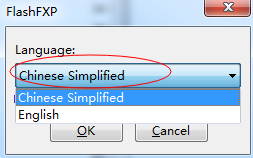 FlashFXP
Language:
Chinese Simplified
Chinese Simplified
English
OK Cancel